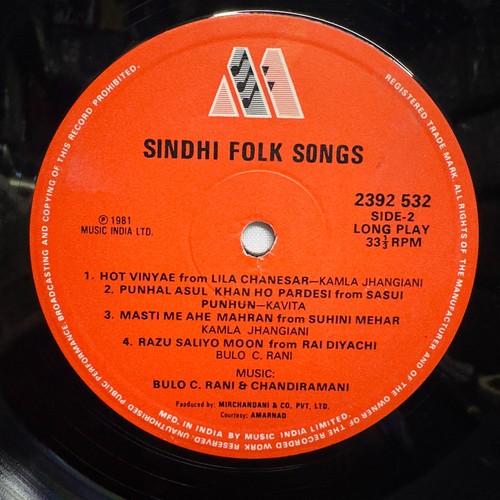 SINDHI FOLK SONGS
2392 532
SIDE-2
LONG PLAY
33 1/3 RPM
℗ 1981
MUSIC INDIA LTD.
1. HOT VINYAE from LILA CHANESAR—KAMLA JHANGIANI
2. PUNHAL ASUL KHAN HO PARDESI from SASUI
PUNHUN—KAVITA
3. MASTI ME AHE MAHRAN from SUHINI MEHAR
KAMLA JHANGIANI
4. RAZU SALIYO MOON from RAI DIYACHI
BULO C. RANI
MUSIC:
BULO C. RANI & CHANDIRAMANI
Produced by: MIRCHANDANI & CO, PVT, LTD.
Courtesy: AMARNAD
MFD. IN INDIA BY MUSIC INDIA LIMITED.
REGISTERED TRADE MARK. ALL RIGHTS OF THE MANUFACTURER AND OF THE OWNER OF THE RECORDED WORK RESERVED. UNAUTHORISED PUBLIC PERFORMANCE BROADCASTING AND COPYING OF THIS RECORD PROHIBITED.